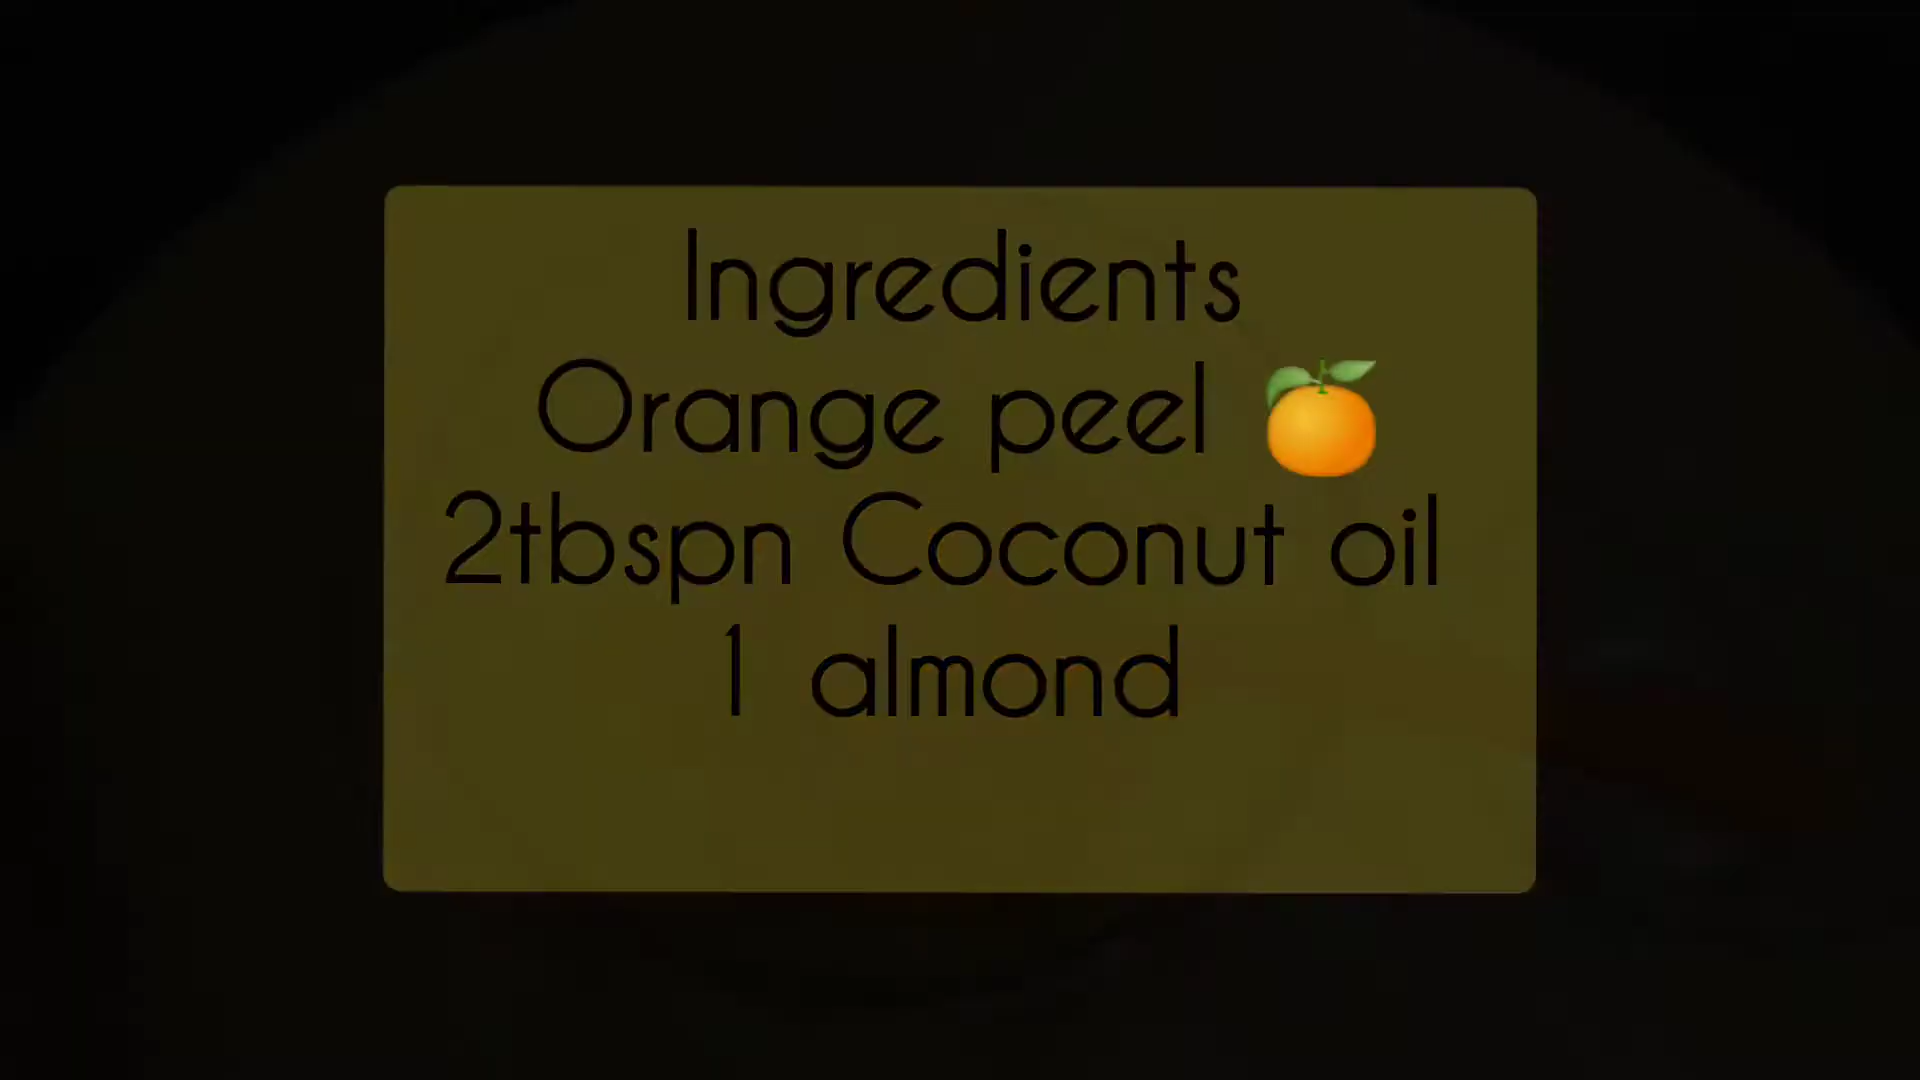 Ingredients
Orange peel 🍊
2tbspn Coconut oil
1 almond